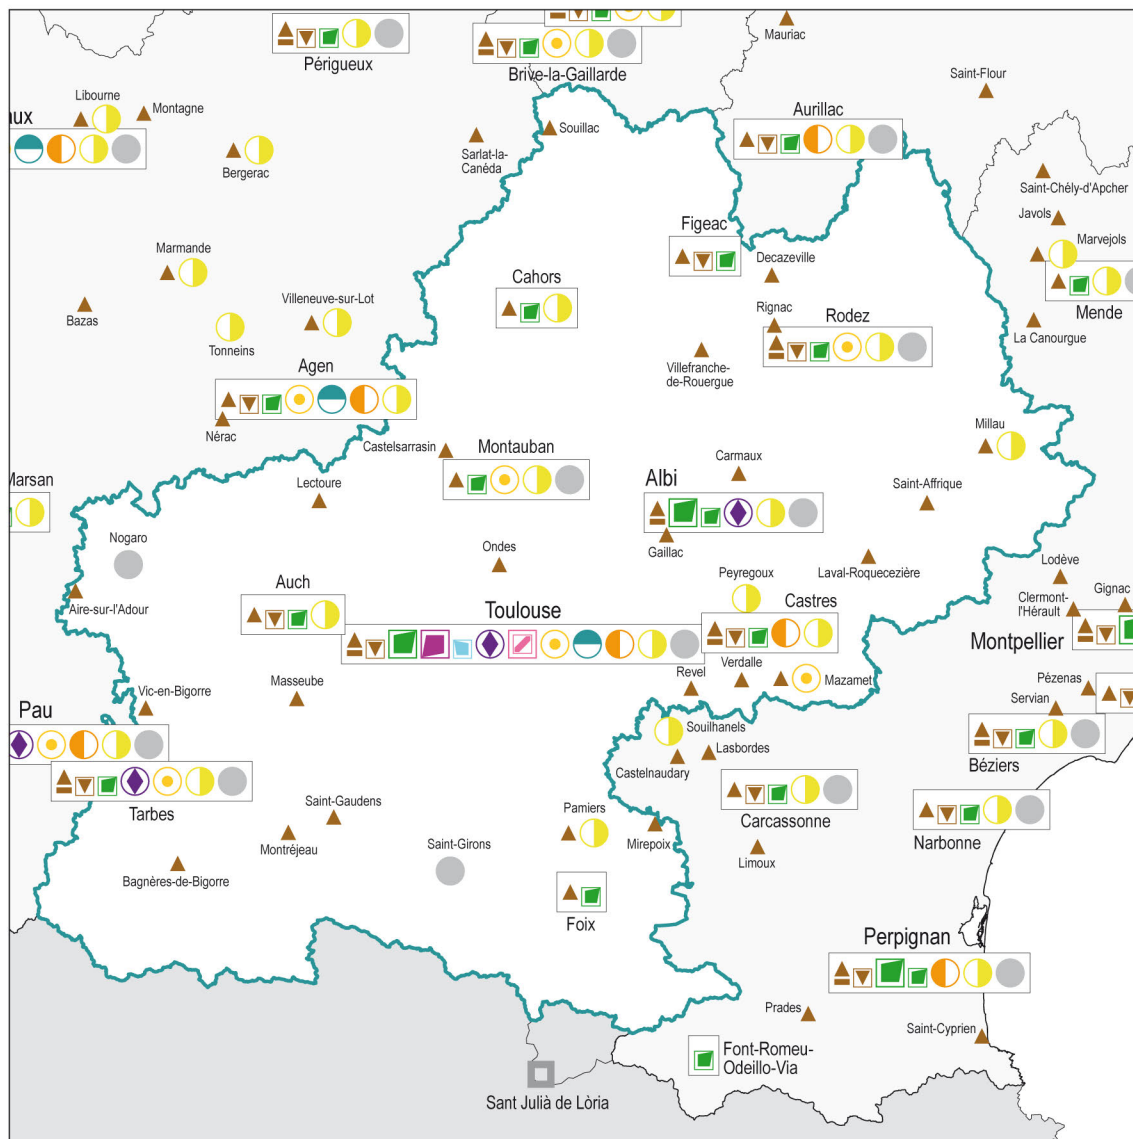 Mauriac
Périgueux
Brive-la-Gaillarde
Saint-Flour
Libourne
Montagne
aux
Souillac
Aurillac
Sarlat-la-
Canéda
Bergerac
Saint-Chély-d'Apcher
Javols
Figeac
Marvejols
Marmande
Decazeville
Cahors
Villeneuve-sur-Lot
Rignac
Rodez
Mende
Bazas
Tonneins
La Canourgue
Agen
Villefranche-
de-Rouergue
Nérac
Millau
Castelsarrasin
Montauban
Carmaux
Marsan
Lectoure
Albi
Saint-Affrique
Nogaro
Gaillac
Ondes
Lodève
Laval-Roquecezière
Peyregoux
Auch
Clermont-
l'Hérault
Gignac
Aire-sur-l'Adour
Toulouse
Castres
Montpellier
Verdalle
Revel
Mazamet
Masseube
Pézenas
Vic-en-Bigorre
Servian
Pau
Souilhanels
Lasbordes
Béziers
Castelnaudary
Tarbes
Saint-Gaudens
Pamiers
Carcassonne
Montréjeau
Saint-Girons
Mirepoix
Narbonne
Limoux
Bagnères-de-Bigorre
Foix
Perpignan
Prades
Saint-Cyprien
Font-Romeu-
Odeillo-Via
Sant Julià de Lòria